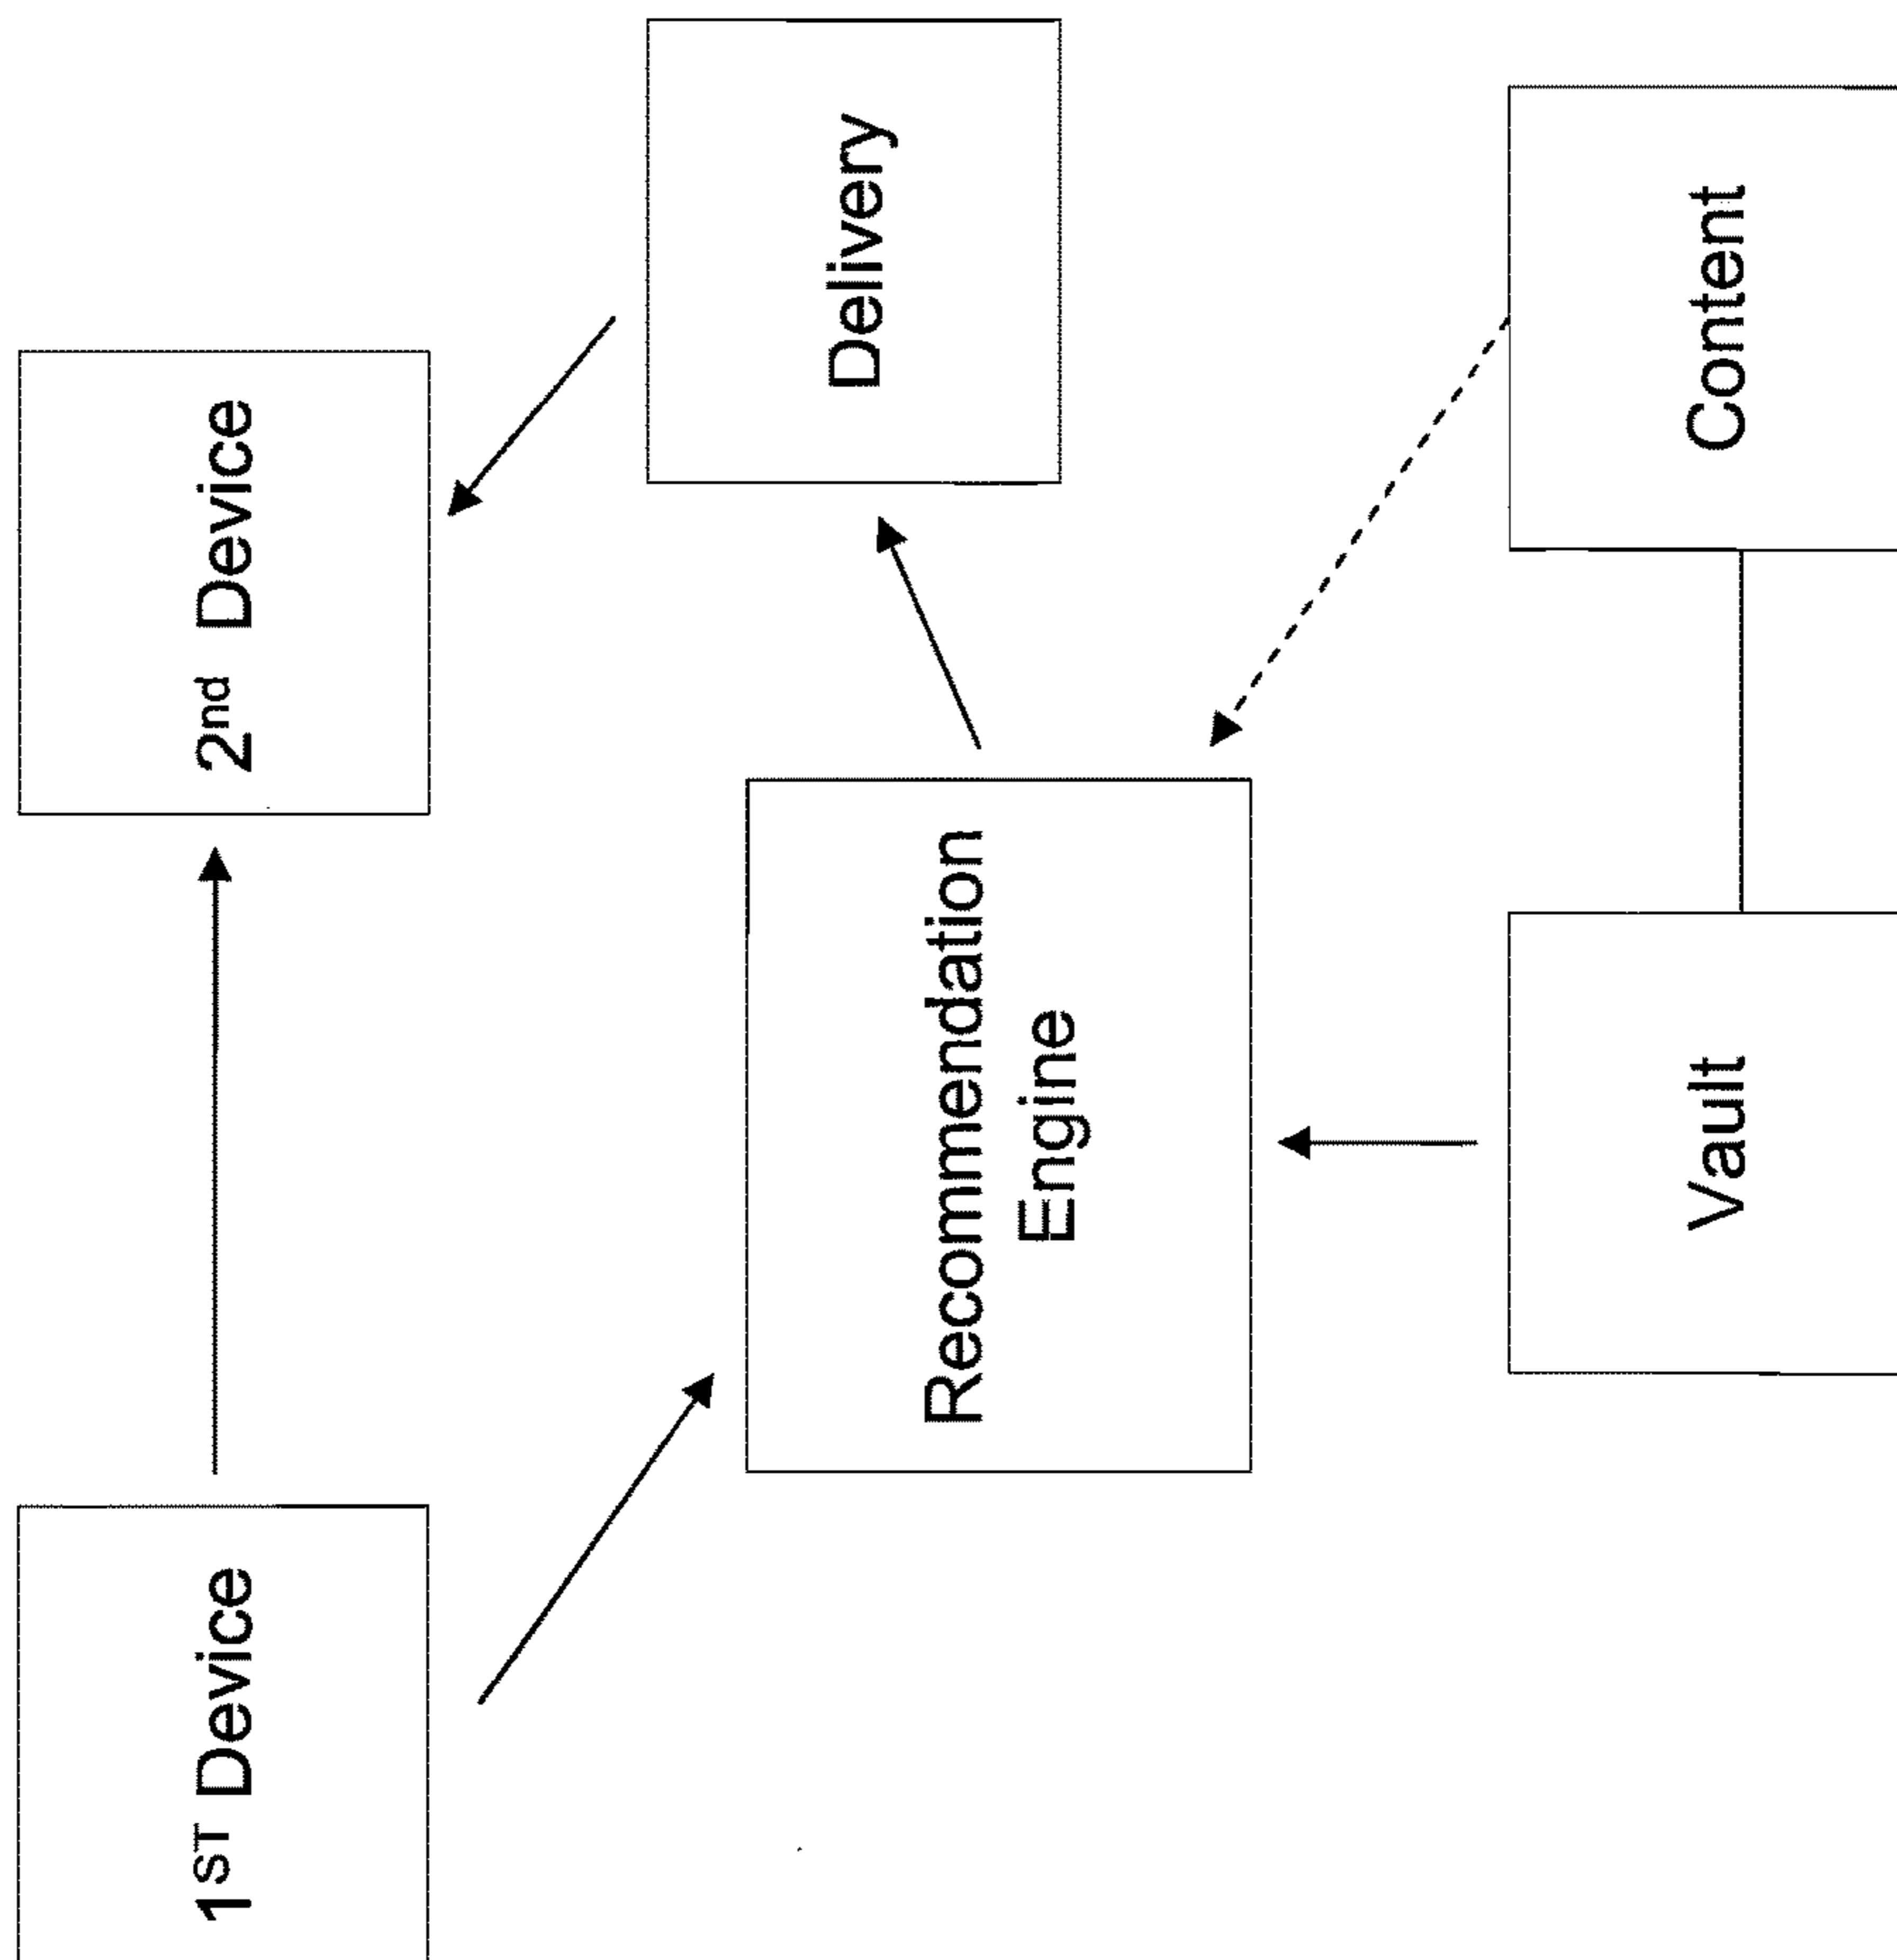 1ST Device
2nd Device
Recommendation
Engine
Delivery
Vault
Content